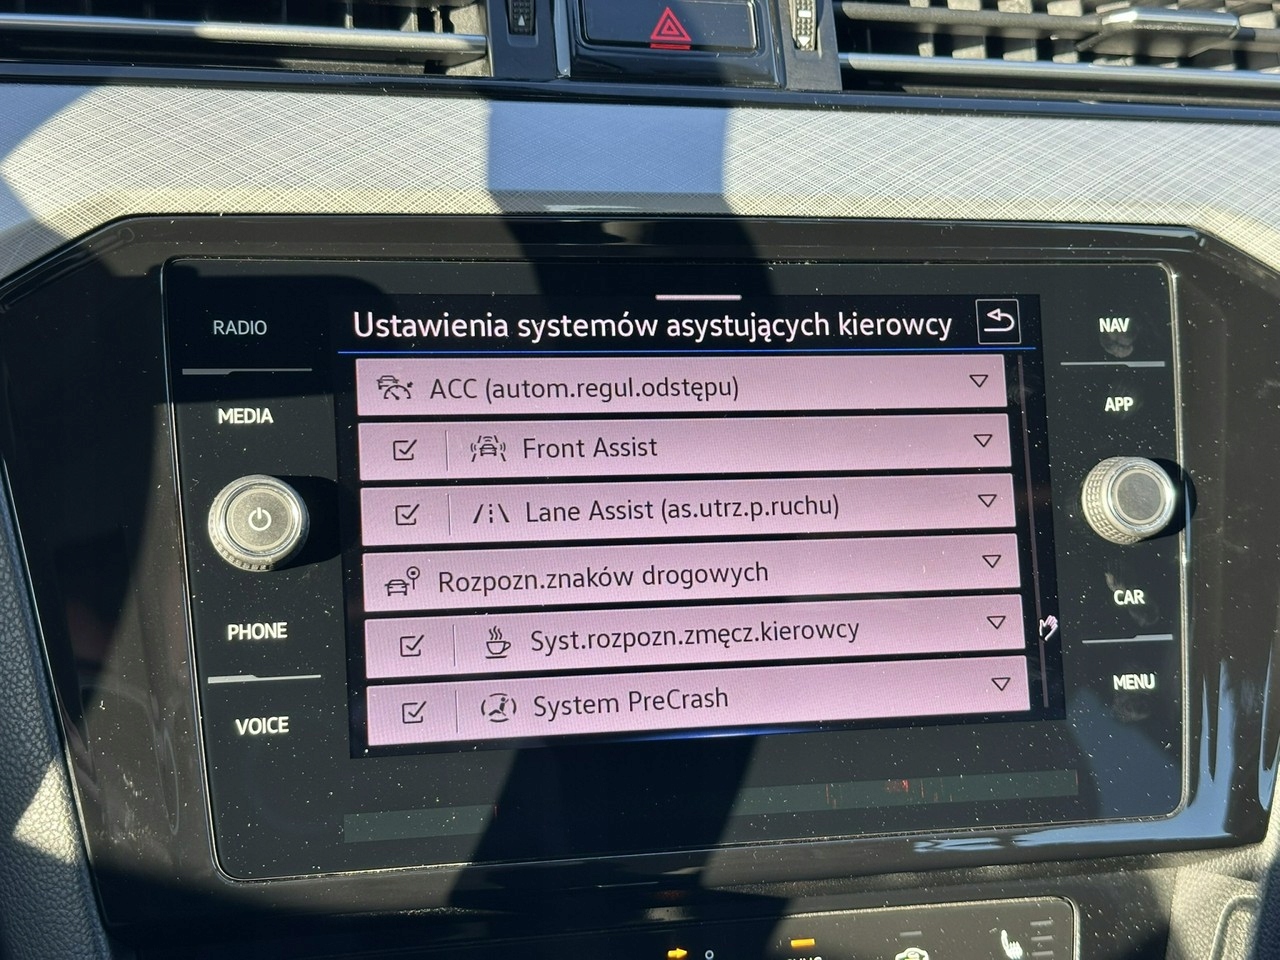 RADIO
MEDIA
PHONE
VOICE
Ustawienia systemów asystujących kierowcy
ACC (autom.regul.odstępu)
Front Assist
Lane Assist (as.utrz.p.ruchu)
Rozpozn.znaków drogowych
Syst.rozpozn.zmęcz.kierowcy
System PreCrash
NAV
APP
CAR
MENU